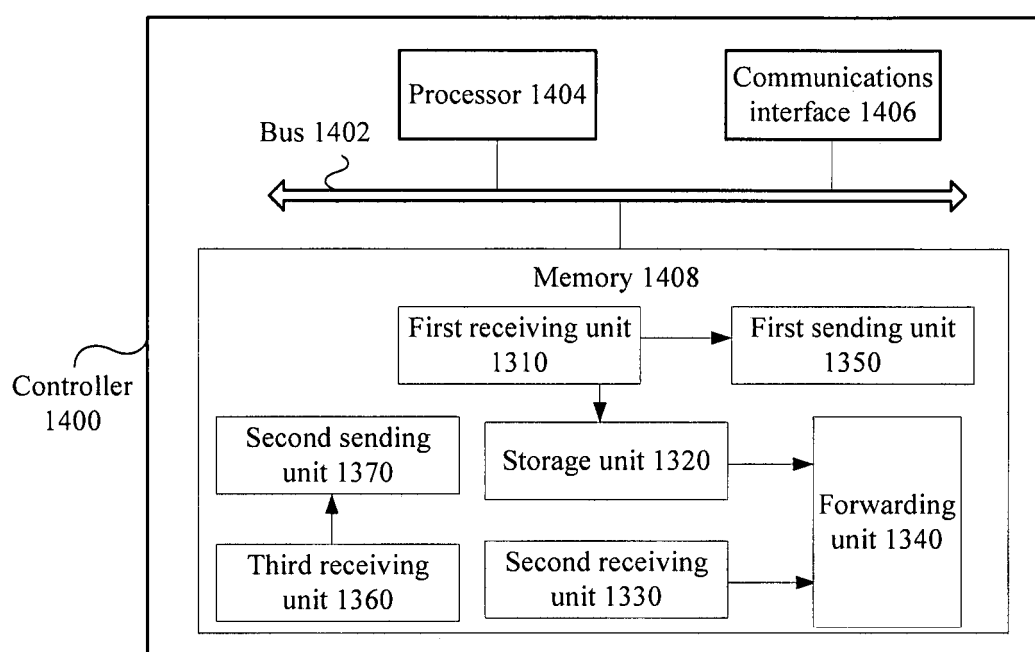 Processor 1404
Communications
interface 1406
Bus 1402
Memory 1408
First receiving unit
1310
First sending unit
1350
Controller
1400
Second sending
unit 1370
Storage unit 1320
Forwarding
unit 1340
Third receiving
unit 1360
Second receiving
unit 1330